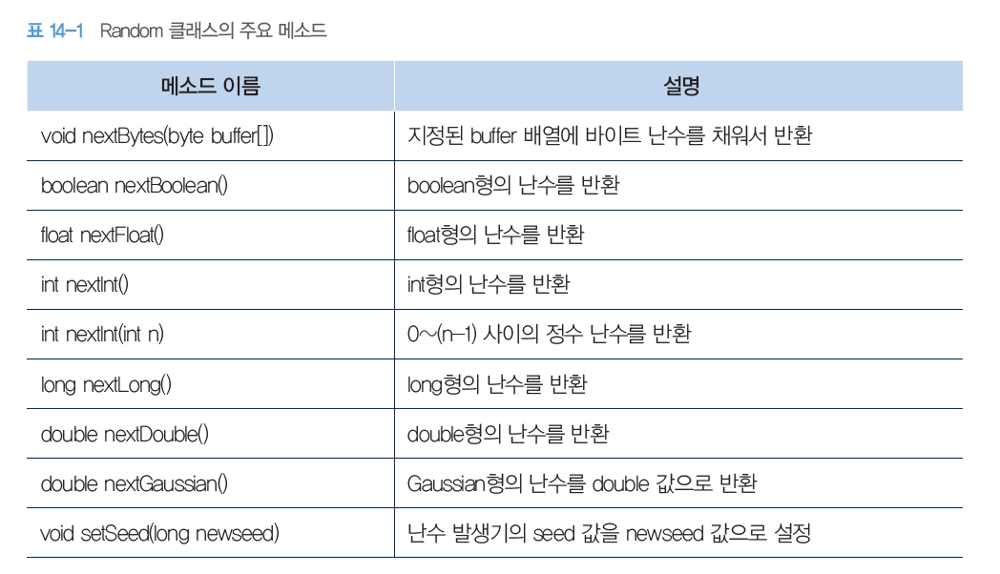 표 14-1 Random 클래스의 주요 메소드
메소드 이름 설명
void nextBytes(byte buffer[]) 지정된 buffer 배열에 바이트 난수를 채워서 반환
boolean nextBoolean() boolean형의 난수를 반환
float nextFloat() float형의 난수를 반환
int nextInt() int형의 난수를 반환
int nextInt(int n) 0~(n-1) 사이의 정수 난수를 반환
long nextLong() long형의 난수를 반환
double nextDouble() double형의 난수를 반환
double nextGaussian() Gaussian형의 난수를 double 값으로 반환
void setSeed(long newseed) 난수 발생기의 seed 값을 newseed 값으로 설정